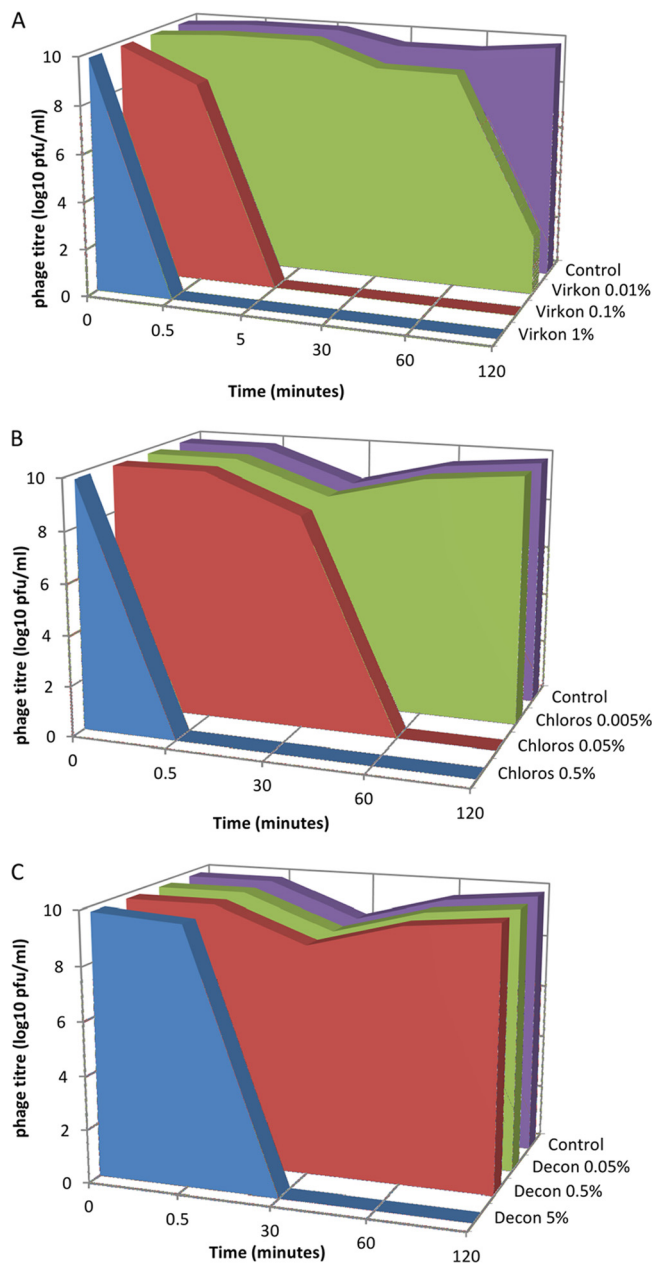 A
phage titre (log10 pfu/ml)
10
8
6
4
2
0
0
0.5
5
30
60
120
Control
Virkon 0.01%
Virkon 0.1%
Virkon 1%
Time (minutes)
B
phage titre (log10 pfu/ml)
10
8
6
4
2
0
0
0.5
30
60
120
Control
Chloros 0.005%
Chloros 0.05%
Chloros 0.5%
Time (minutes)
C
phage titre (log10 pfu/ml)
10
8
6
4
2
0
0
0.5
30
60
120
Control
Decon 0.05%
Decon 0.5%
Decon 5%
Time (minutes)